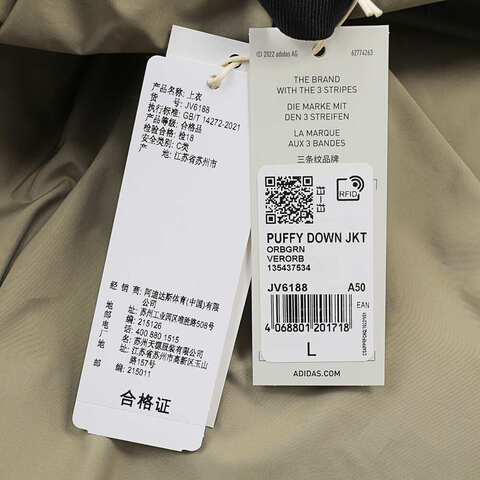 产品名称: 上衣
货 号: JV6188
执行标准: GB/T 14272-2021
产品等级: 合格品
检验合格: 检18
安全类别: C类
产 地: 江苏省苏州市
经 销 商: 阿迪达斯体育(中国)有限
公司
地 址: 苏州工业园区唯胜路508号
邮 编: 215126
电 话: 400 880 1515
厂 名: 苏州天源服装有限公司
地 址: 江苏省苏州市高新区玉山
路157号
邮 编: 215011
合格证
© 2022 adidas AG 62774263
THE BRAND
WITH THE 3 STRIPES
DIE MARKE MIT
DEN 3 STREIFEN
LA MARQUE
AUX 3 BANDES
三条纹品牌
RFID
PUFFY DOWN JKT
ORBGRN
VERORB
135437534
JV6188 A50
EAN
4 068801 201718
L
ADIDAS.COM